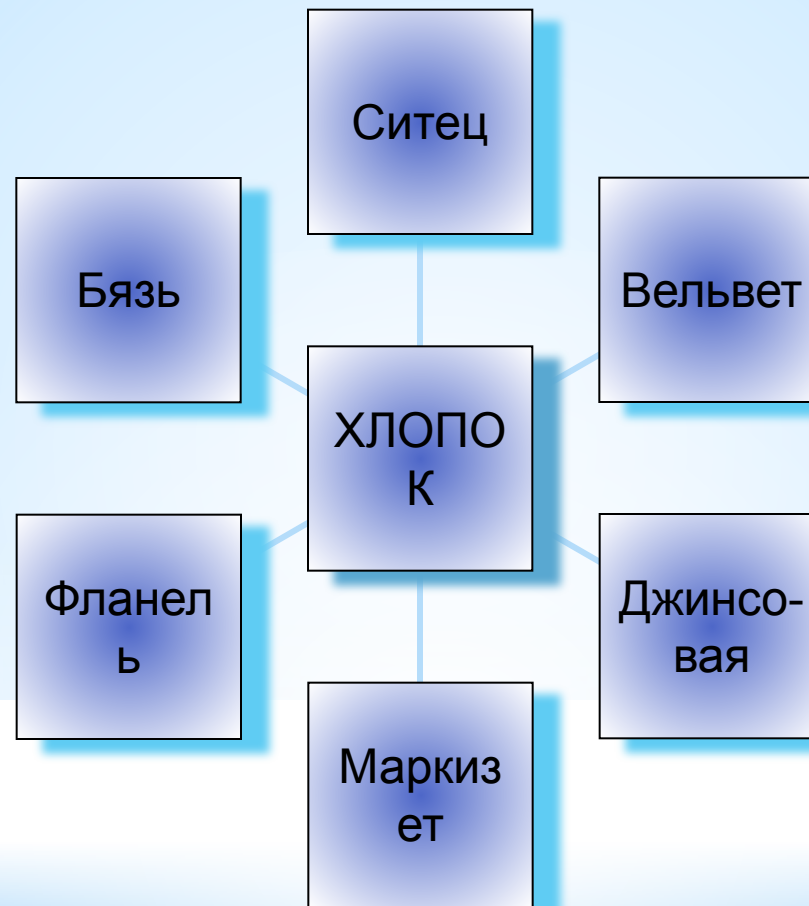 Ситец
Бязь
Вельвет
ХЛОПО
К
Фланел
ь
Джинсо-
вая
Маркиз
ет